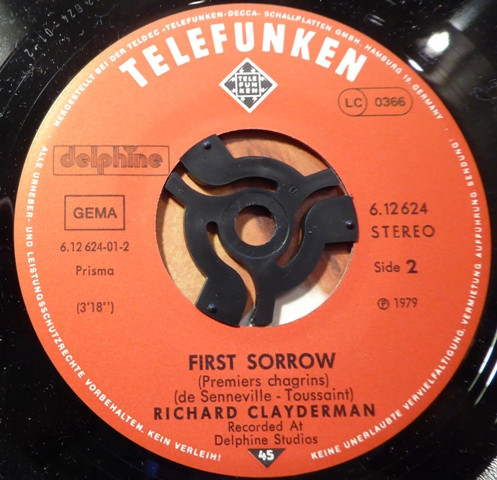 HERGESTELLT BEI DER TELDEC »TELEFUNKEN-DECCA« SCHALLPLATTEN GMBH, HAMBURG 19 GERMANY
TELEFUNKEN
TELE
FUN
KEN
LC 0366
delphine
GEMA
6.12 624-01-2
Prisma
(3'18")
6.12 624
STEREO
Side 2
℗ 1979
FIRST SORROW
(Premiers chagrins)
(de Senneville - Toussaint)
RICHARD CLAYDERMAN
Recorded At
Delphine Studios
45
ALLE URHEBER- UND LEISTUNGSSCHUTZRECHTE VORBEHALTEN. KEIN VERLEIH!
KEINE UNERLAUBTE VERVIELFÄLTIGUNG, VERMIETUNG, AUFFÜHRUNG, SENDUNG!